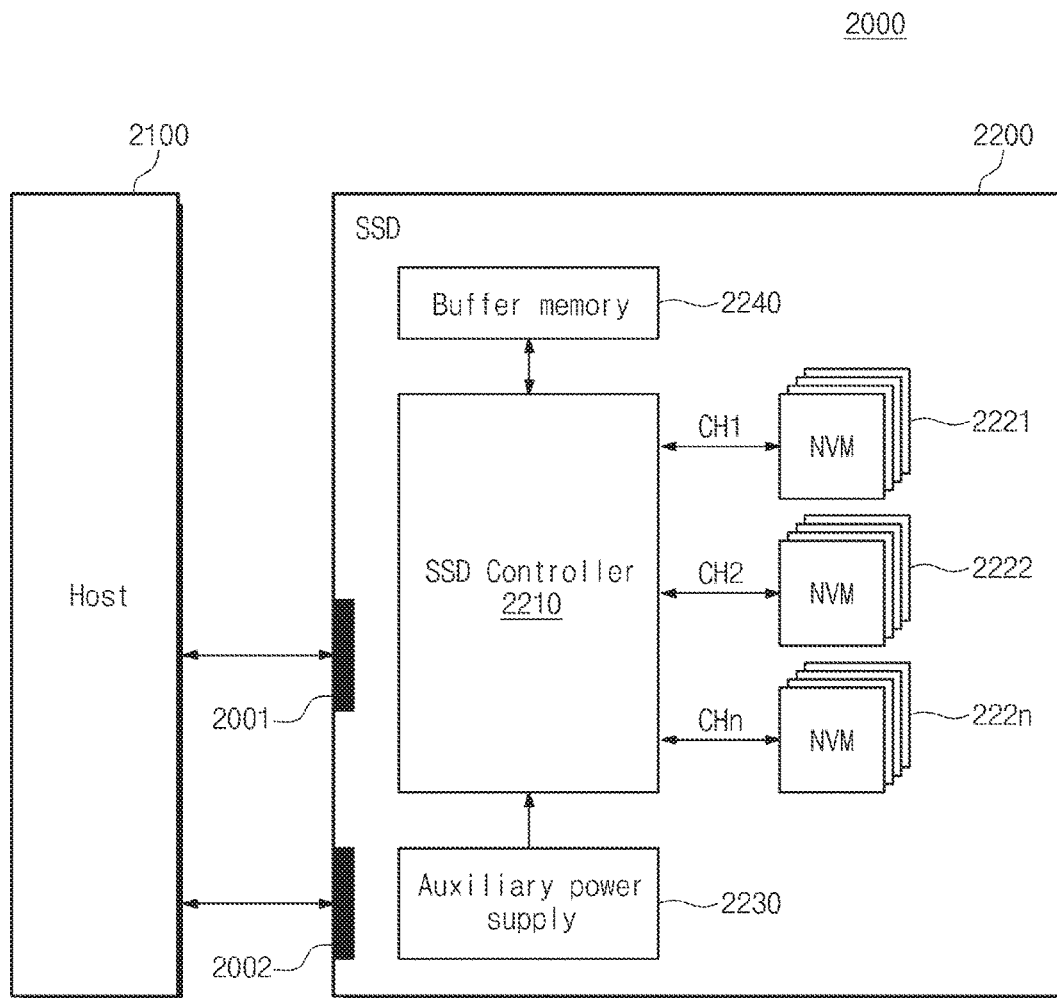 2000
2100
2200
SSD
Buffer memory
2240
CH1
NVM
2221
SSD Controller
2210
CH2
NVM
2222
Host
2001
CHn
NVM
222n
Auxiliary power
supply
2230
2002